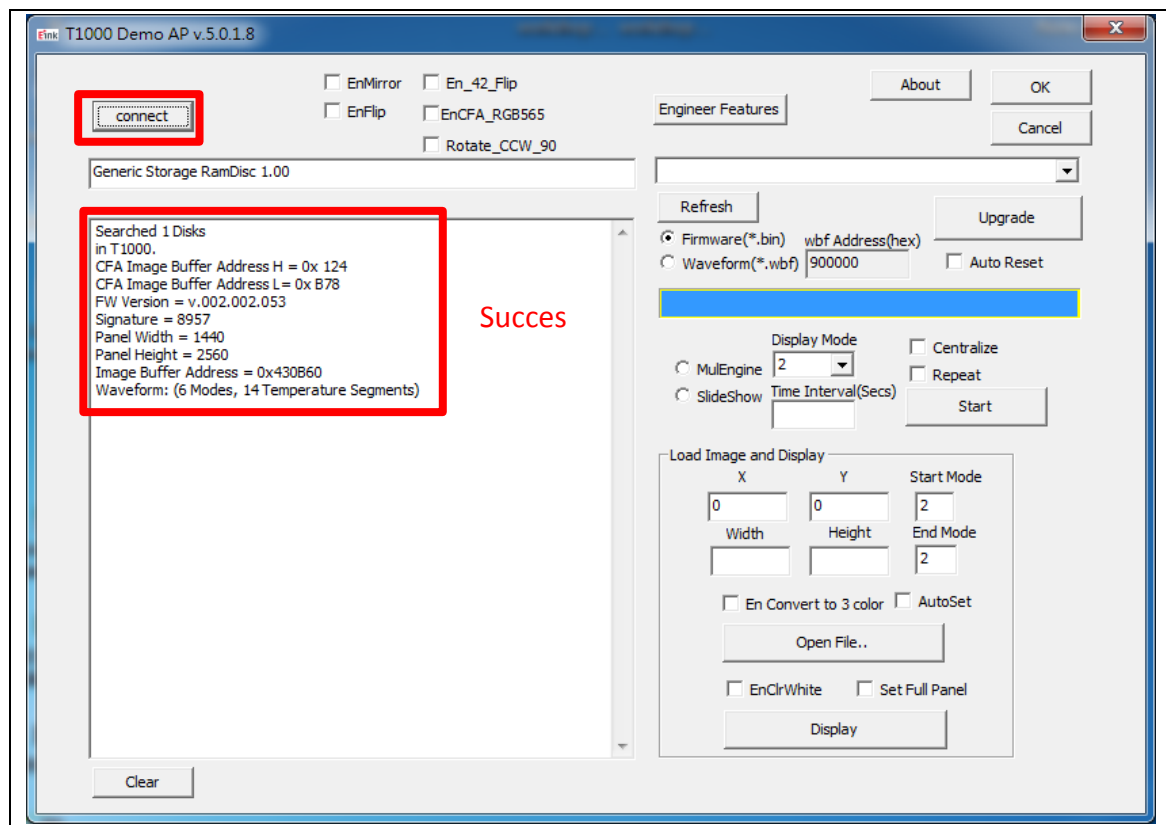 Eink T1000 Demo AP v.5.0.1.8
connect
EnMirror
En_42_Flip
EnFlip
EnCFA_RGB565
Rotate_CCW_90
Engineer Features
About
OK
Cancel
Generic Storage RamDisc 1.00
Searched 1 Disks
in T1000.
CFA Image Buffer Address H = 0x 124
CFA Image Buffer Address L= 0x B78
FW Version = v.002.002.053
Signature = 8957
Panel Width = 1440
Panel Height = 2560
Image Buffer Address = 0x430B60
Waveform: (6 Modes, 14 Temperature Segments)
Succes
Clear
Refresh
Upgrade
Firmware(*.bin)
wbf Address(hex)
Waveform(*.wbf)
900000
Auto Reset
Display Mode
MulEngine
2
Centralize
Repeat
SlideShow
Time Interval(Secs)
Start
Load Image and Display
X Y Start Mode
0 0 2
Width Height End Mode
2
En Convert to 3 color
AutoSet
Open File..
EnClrWhite
Set Full Panel
Display